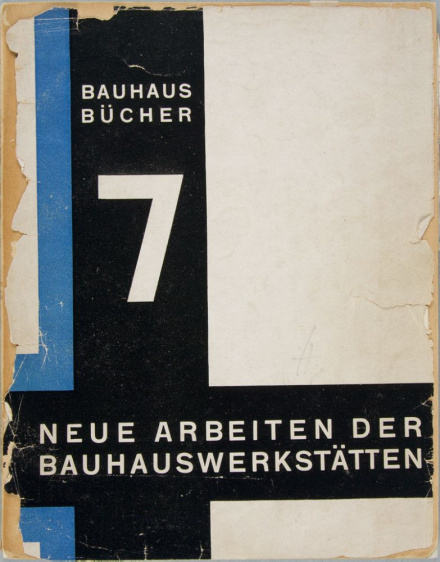 BAUHAUS
BÜCHER
7
NEUE ARBEITEN DER
BAUHAUSWERKSTÄTTEN